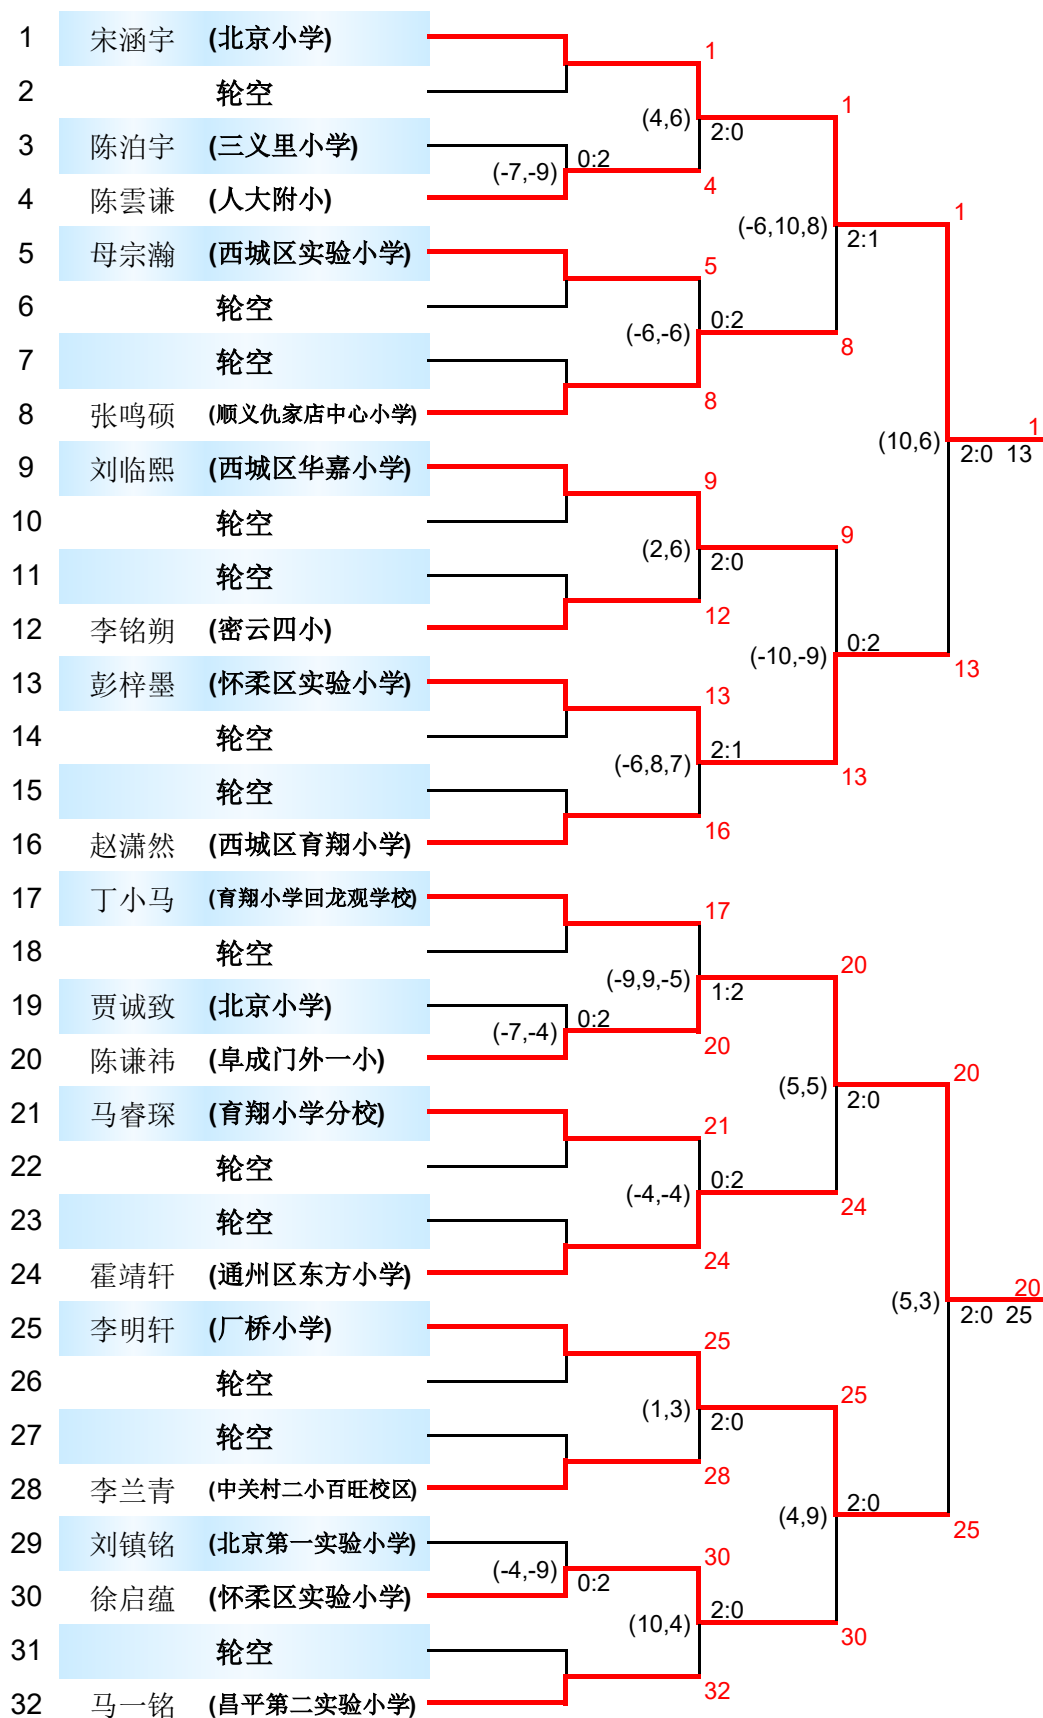 1 宋涵宇 (北京小学)
1
2 轮空
1
(4,6) 2:0
3 陈泊宇 (三义里小学)
(-7,-9) 0:2
4
4 陈雲谦 (人大附小)
1
(-6,10,8) 2:1
5 母宗瀚 (西城区实验小学)
5
6 轮空
(-6,-6) 0:2
8
7 轮空
8
8 张鸣硕 (顺义仇家店中心小学)
1
(10,6) 2:0 13
9 刘临熙 (西城区华嘉小学)
9
10 轮空
9
(2,6) 2:0
11 轮空
12
12 李铭朔 (密云四小)
(-10,-9) 0:2
13
13 彭梓墨 (怀柔区实验小学)
13
14 轮空
(-6,8,7) 2:1
13
15 轮空
16
16 赵潇然 (西城区育翔小学)
17 丁小马 (育翔小学回龙观学校)
17
18 轮空
20
(-9,9,-5) 1:2
19 贾诚致 (北京小学)
(-7,-4) 0:2
20
20 陈谦祎 (阜成门外一小)
20
(5,5) 2:0
21 马睿琛 (育翔小学分校)
21
22 轮空
(-4,-4) 0:2
24
23 轮空
24
24 霍靖轩 (通州区东方小学)
20
(5,3) 2:0 25
25 李明轩 (厂桥小学)
25
26 轮空
25
(1,3) 2:0
27 轮空
28
28 李兰青 (中关村二小百旺校区)
(4,9) 2:0
25
29 刘镇铭 (北京第一实验小学)
(-4,-9) 0:2
30
30 徐启蕴 (怀柔区实验小学)
(10,4) 2:0
30
31 轮空
32
32 马一铭 (昌平第二实验小学)